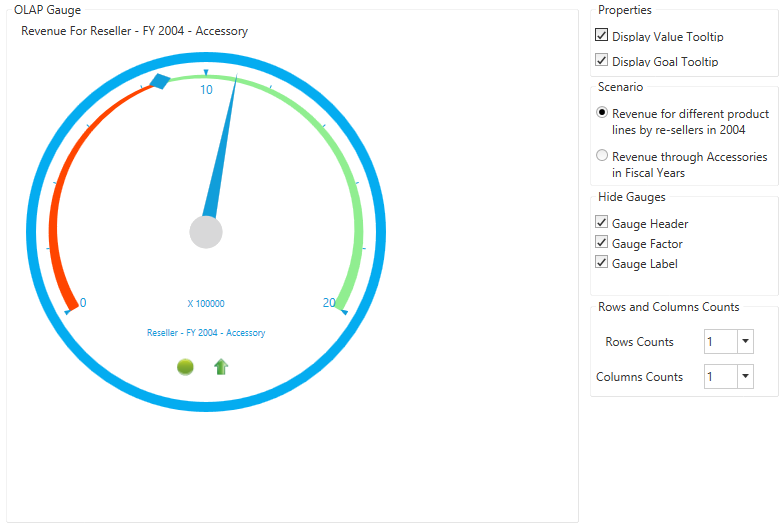 OLAP Gauge
Revenue For Reseller - FY 2004 - Accessory
10
0
20
X 100000
Reseller - FY 2004 - Accessory
Properties
Display Value Tooltip
Display Goal Tooltip
Scenario
Revenue for different product
lines by re-sellers in 2004
Revenue through Accessories
in Fiscal Years
Hide Gauges
Gauge Header
Gauge Factor
Gauge Label
Rows and Columns Counts
Rows Counts 1
Columns Counts 1